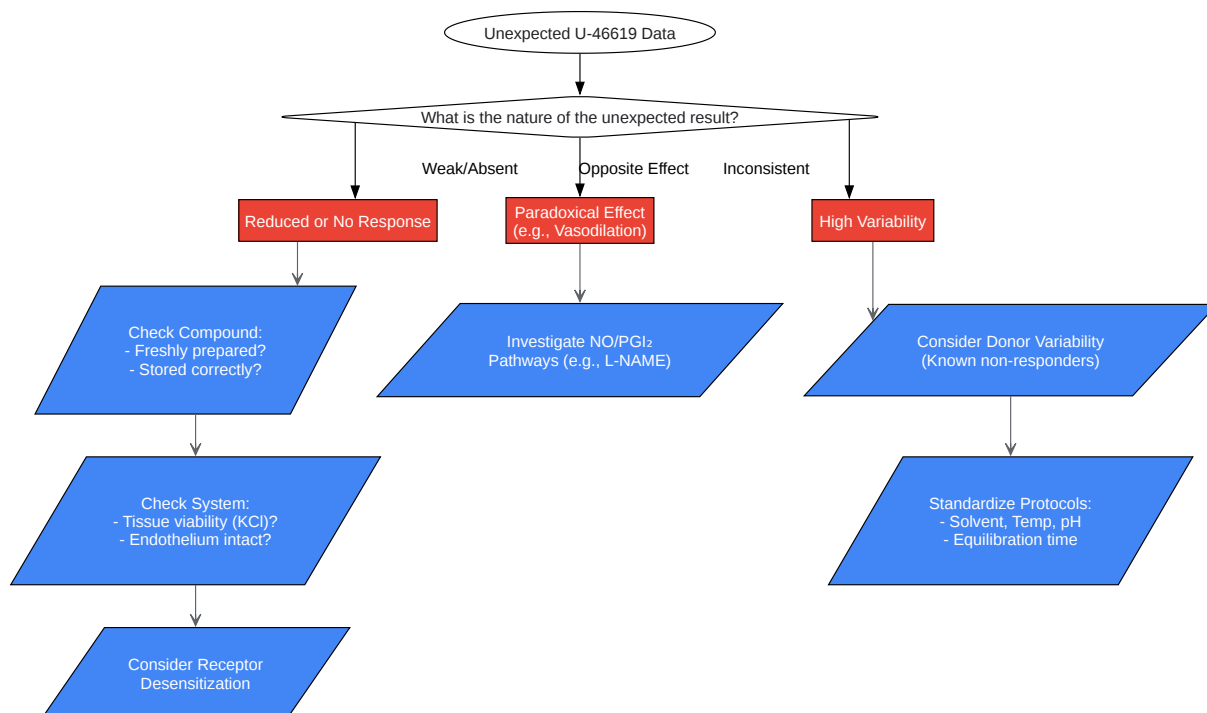 Unexpected U-46619 Data
What is the nature of the unexpected result?
Weak/Absent
Opposite Effect
Inconsistent
Reduced or No Response
Paradoxical Effect
(e.g., Vasodilation)
High Variability
Check Compound:
- Freshly prepared?
- Stored correctly?
Investigate NO/PGI₂
Pathways (e.g., L-NAME)
Consider Donor Variability
(Known non-responders)
Check System:
- Tissue viability (KCl)?
- Endothelium intact?
Standardize Protocols:
- Solvent, Temp, pH
- Equilibration time
Consider Receptor
Desensitization